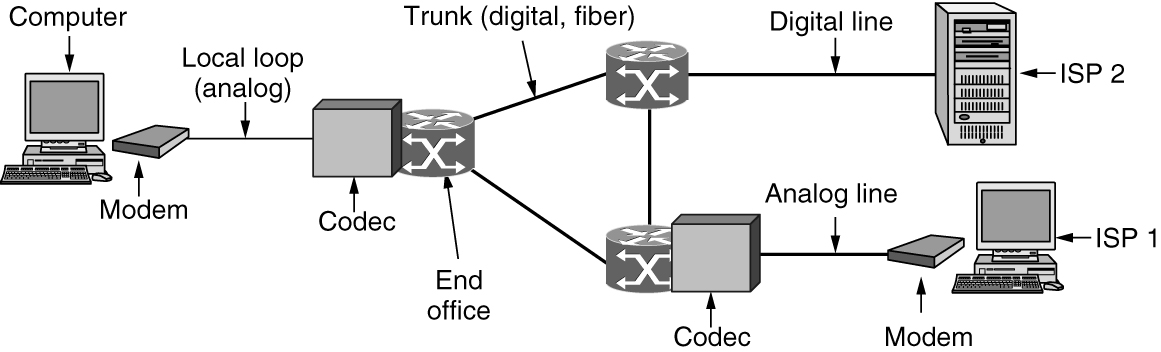 Computer
Trunk (digital, fiber)
Digital line
Local loop
(analog)
ISP 2
Modem
Codec
Analog line
ISP 1
End
office
Codec
Modem